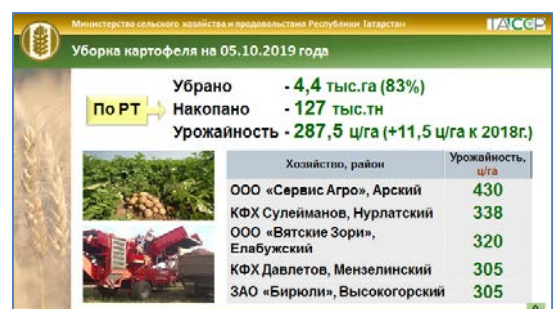 Министерство сельского хозяйства и продовольствия Республики Татарстан
ТАССР
Уборка картофеля на 05.10.2019 года
Убрано - 4,4 тыс.га (83%)
По РТ Накопано - 127 тыс.тн
Урожайность - 287,5 ц/га (+11,5 ц/га к 2018г.)
Хозяйство, район Урожайность, ц/га
ООО «Сервис Агро», Арский 430
КФХ Сулейманов, Нурлатский 338
ООО «Вятские Зори»,
Елабужский 320
КФХ Давлетов, Мензелинский 305
ЗАО «Бирюли», Высокогорский 305
9